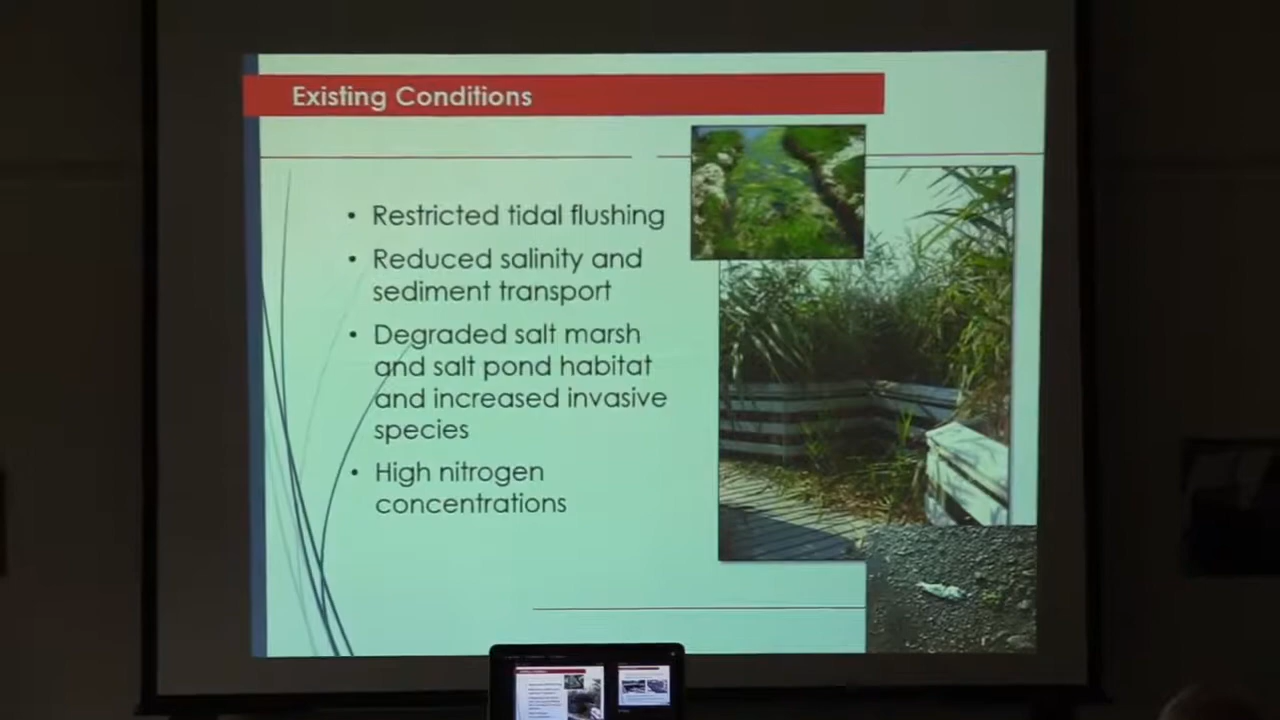 Existing Conditions
• Restricted tidal flushing
• Reduced salinity and
sediment transport
• Degraded salt marsh
and salt pond habitat
and increased invasive
species
• High nitrogen
concentrations